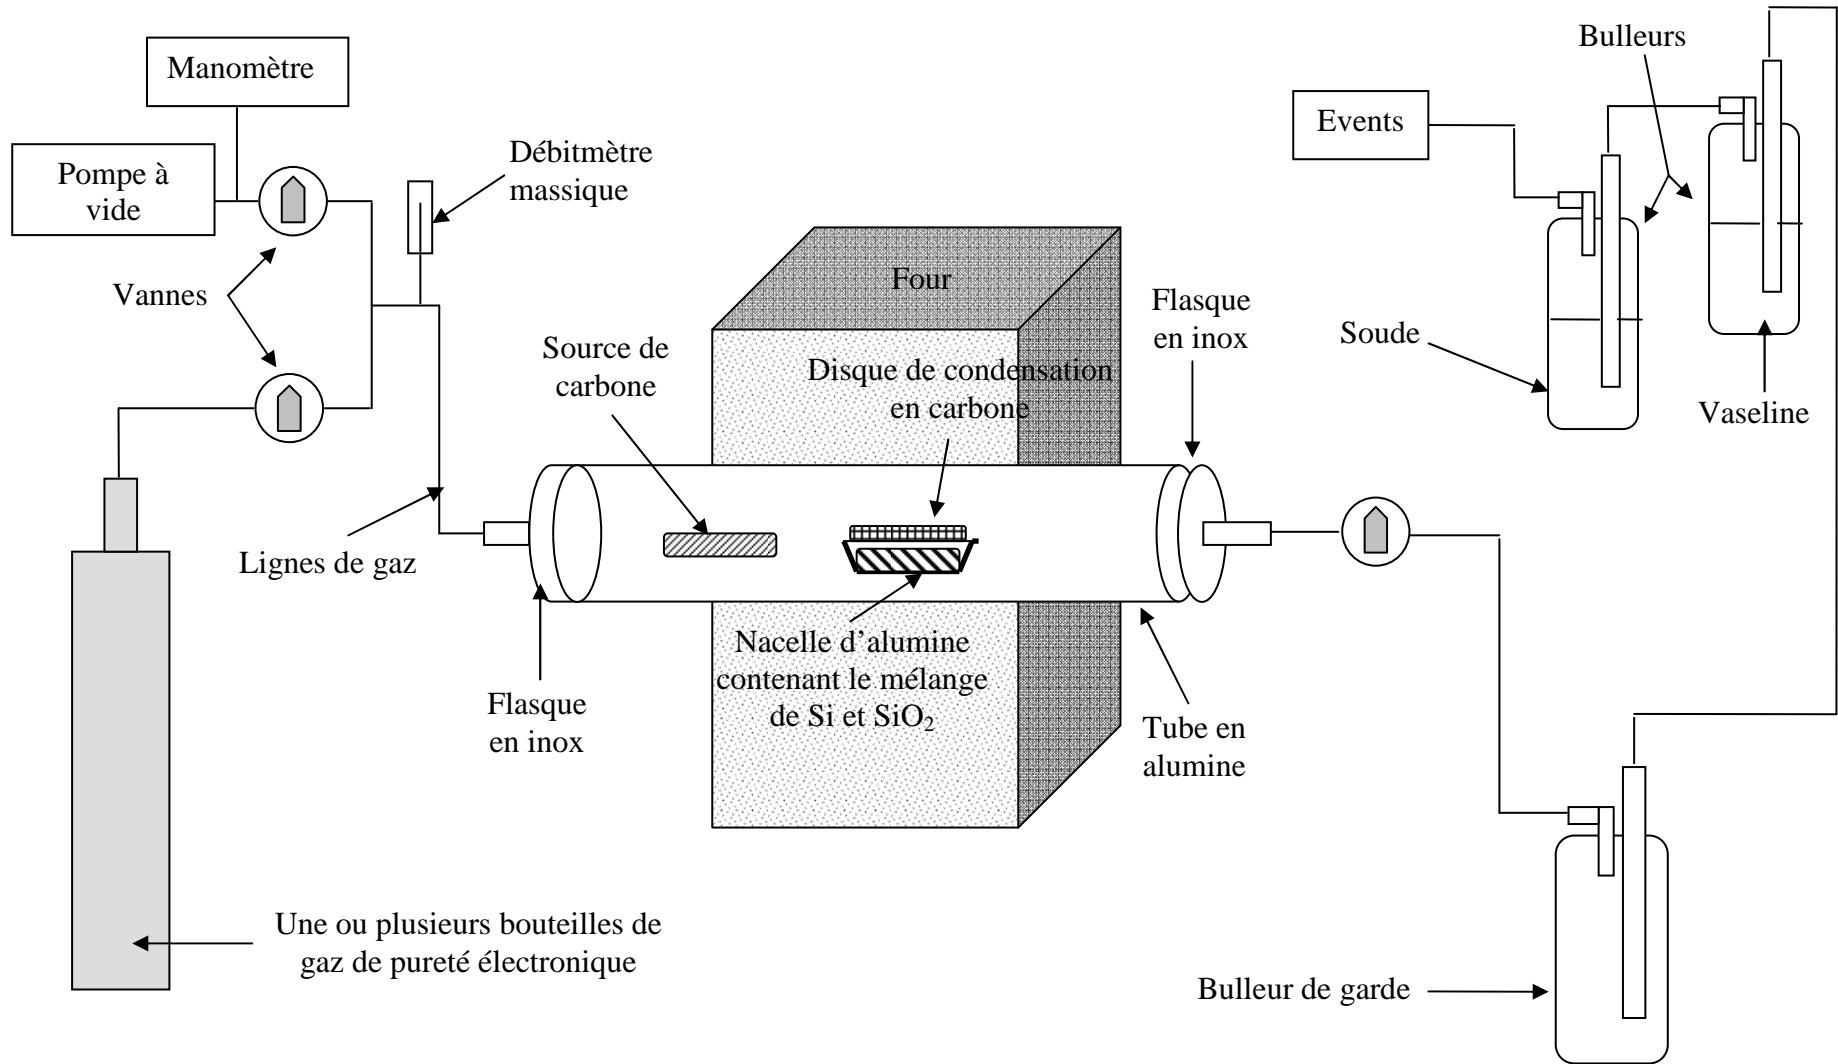 Manomètre
Pompe à
vide
Vannes
Débitmètre
massique
Lignes de gaz
Une ou plusieurs bouteilles de
gaz de pureté électronique
Source de
carbone
Four
Disque de condensation
en carbone
Flasque
en inox
Nacelle d’alumine
contenant le mélange
de Si et SiO₂
Flasque
en inox
Tube en
alumine
Bulleurs
Events
Soude
Vaseline
Bulleur de garde